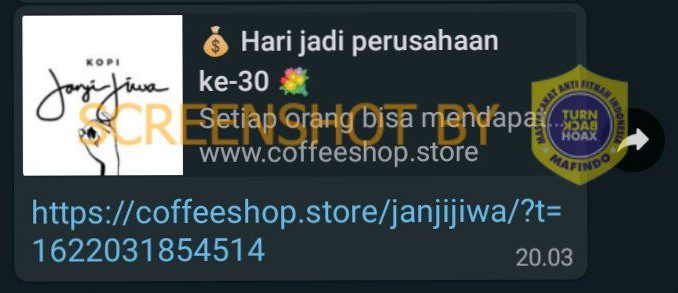 KOPI
Janji Jiwa
💰 Hari jadi perusahaan
ke-30 💐
Setiap orang bisa mendapa...
www.coffeeshop.store
https://coffeeshop.store/janjijiwa/?t=
1622031854514
20.03
SCREENSHOT BY
MASYARAKAT ANTI FITNAH INDONESIA
TURN
BACK
HOAX
MAFINDO